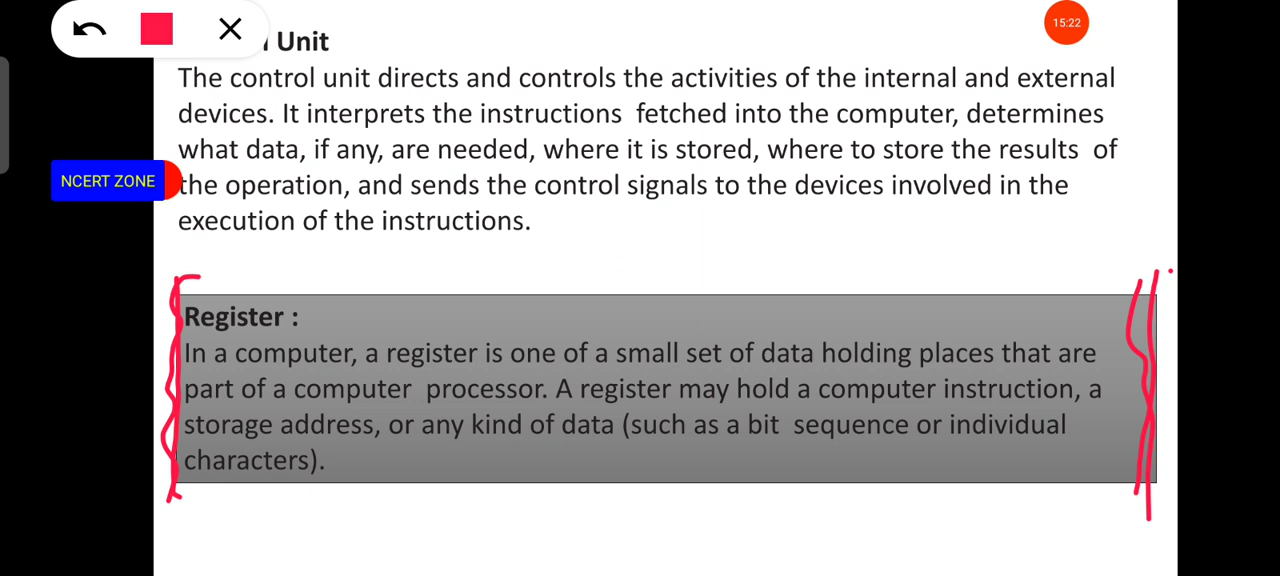 Unit
15:22
The control unit directs and controls the activities of the internal and external
devices. It interprets the instructions fetched into the computer, determines
what data, if any, are needed, where it is stored, where to store the results of
NCERT ZONE
the operation, and sends the control signals to the devices involved in the
execution of the instructions.
Register :
In a computer, a register is one of a small set of data holding places that are
part of a computer processor. A register may hold a computer instruction, a
storage address, or any kind of data (such as a bit sequence or individual
characters).